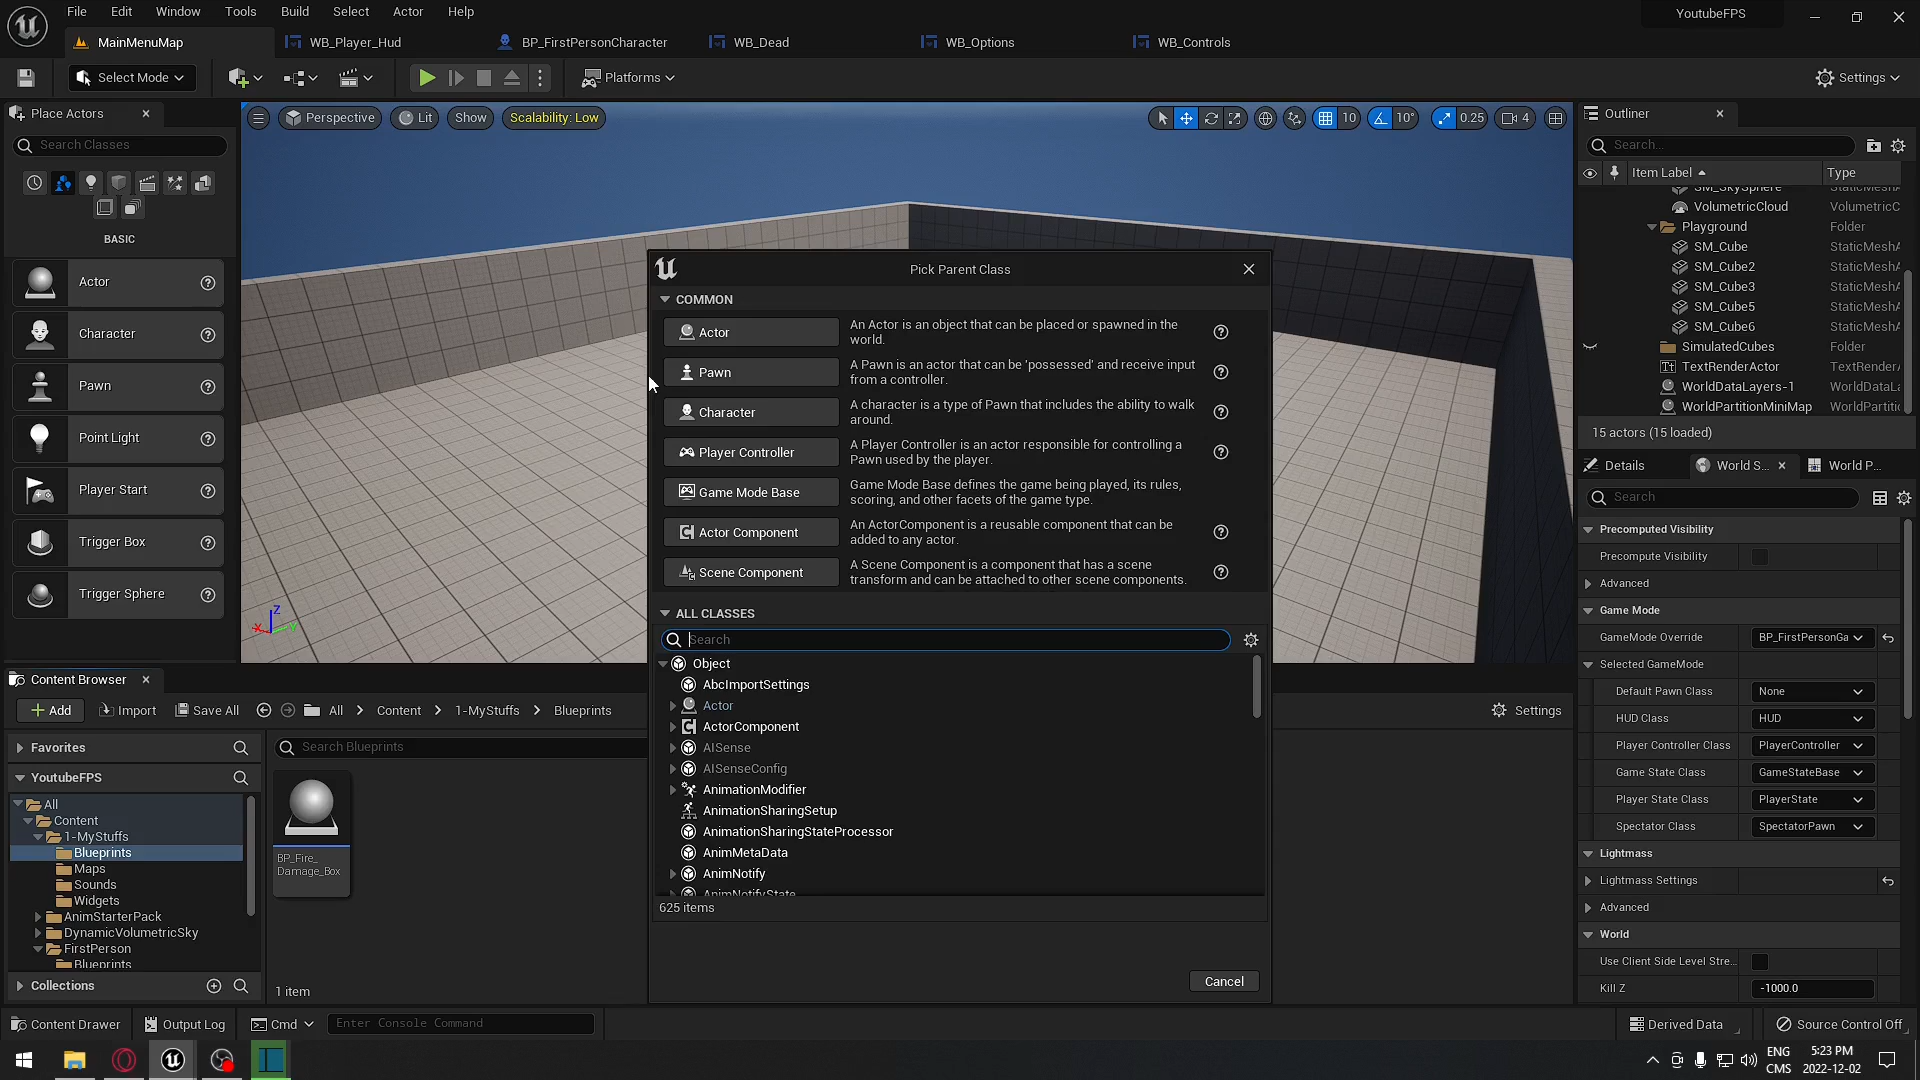 File Edit Window Tools Build Select Actor Help
YoutubeFPS
MainMenuMap WB_Player_Hud BP_FirstPersonCharacter WB_Dead WB_Options WB_Controls
Select Mode Platforms Settings
Place Actors
Search Classes
BASIC
Actor
Character
Pawn
Point Light
Player Start
Trigger Box
Trigger Sphere
Perspective Lit Show Scalability: Low 10 10° 0.25 4
X Z Y
Pick Parent Class
COMMON
Actor
An Actor is an object that can be placed or spawned in the
world.
Pawn
A Pawn is an actor that can be 'possessed' and receive input
from a controller.
Character
A character is a type of Pawn that includes the ability to walk
around.
Player Controller
A Player Controller is an actor responsible for controlling a
Pawn used by the player.
Game Mode Base
Game Mode Base defines the game being played, its rules,
scoring, and other facets of the game type.
Actor Component
An ActorComponent is a reusable component that can be
added to any actor.
Scene Component
A Scene Component is a component that has a scene
transform and can be attached to other scene components.
ALL CLASSES
Search
Object
AbcImportSettings
Actor
ActorComponent
AISense
AISenseConfig
AnimationModifier
AnimationSharingSetup
AnimationSharingStateProcessor
AnimMetaData
AnimNotify
AnimNotifyState
625 items
Cancel
Outliner
Search...
Item Label Type
SM_SkySphere StaticMeshA
VolumetricCloud VolumetricC
Playground Folder
SM_Cube StaticMeshA
SM_Cube2 StaticMeshA
SM_Cube3 StaticMeshA
SM_Cube5 StaticMeshA
SM_Cube6 StaticMeshA
SimulatedCubes Folder
TextRenderActor TextRenderA
WorldDataLayers-1 WorldDataLa
WorldPartitionMiniMap WorldPartitic
15 actors (15 loaded)
Details World S... World P...
Search
Precomputed Visibility
Precompute Visibility
Advanced
Game Mode
GameMode Override BP_FirstPersonGa
Selected GameMode
Default Pawn Class None
HUD Class HUD
Player Controller Class PlayerController
Game State Class GameStateBase
Player State Class PlayerState
Spectator Class SpectatorPawn
Lightmass
Lightmass Settings
Advanced
World
Use Client Side Level Stre...
Kill Z -1000.0
Content Browser
Add Import Save All All Content 1-MyStuffs Blueprints Settings
Favorites
YoutubeFPS
All
Content
1-MyStuffs
Blueprints
Maps
Sounds
Widgets
AnimStarterPack
DynamicVolumetricSky
FirstPerson
Blueprints
Collections
Search Blueprints
BP_Fire_
Damage_Box
1 item
Content Drawer Output Log Cmd Enter Console Command Derived Data Source Control Off
ENG
CMS
5:23 PM
2022-12-02